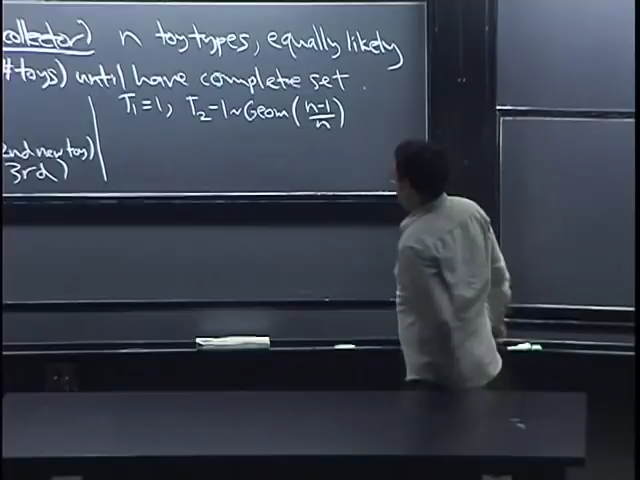 collector) n toy types, equally likely
#toys) until have complete set.
T₁=1, T₂-1~Geom((n-1)/n)
2nd new toy)
3rd)